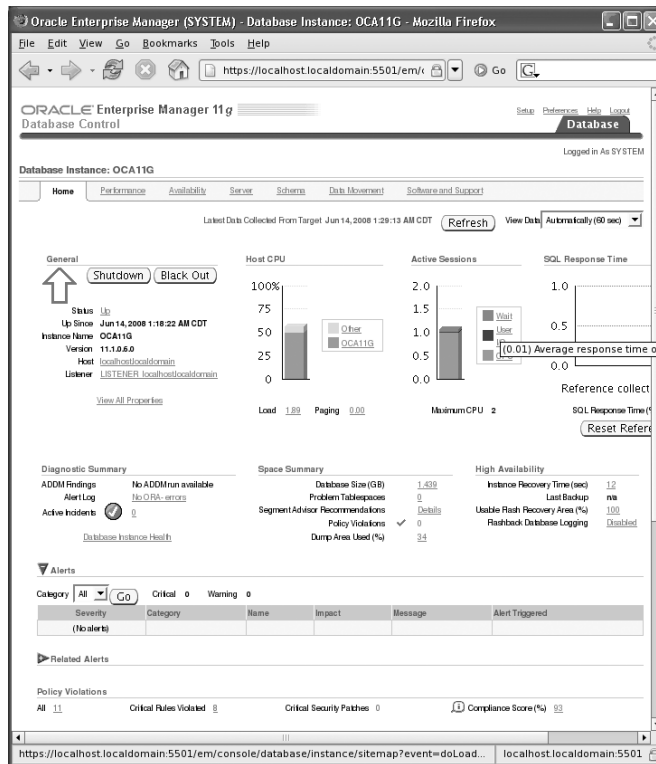 Oracle Enterprise Manager (SYSTEM) - Database Instance: OCA11G - Mozilla Firefox
File Edit View Go Bookmarks Tools Help
https://localhost.localdomain:5501/em/c Go
ORACLE Enterprise Manager 11g
Database Control
Setup Preferences Help Logout
Database
Logged in As SYSTEM
Database Instance: OCA11G
Home Performance Availability Server Schema Data Movement Software and Support
Latest Data Collected From Target Jun 14, 2008 1:29:13 AM CDT Refresh View Data Automatically (60 sec)
General
Shutdown Black Out
Status Up
Up Since Jun 14, 2008 1:18:22 AM CDT
Instance Name OCA11G
Version 11.1.0.6.0
Host localhost.localdomain
Listener LISTENER_localhost.localdomain
View All Properties
Host CPU
100%
75
50
25
0
Other
OCA11G
Load 1.89 Paging 0.00
Active Sessions
2.0
1.5
1.0
0.5
0.0
Wait
User
Maximum CPU 2
SQL Response Time
1.0
0.5
0.0
(0.01) Average response time o
Reference collect
SQL Response Time (%
Reset Refere
Diagnostic Summary
ADDM Findings No ADDM run available
Alert Log No ORA- errors
Active Incidents 0
Database Instance Health
Space Summary
Database Size (GB) 1.439
Problem Tablespaces 0
Segment Advisor Recommendations Details
Policy Violations 0
Dump Area Used (%) 34
High Availability
Instance Recovery Time (sec) 12
Last Backup n/a
Usable Flash Recovery Area (%) 100
Flashback Database Logging Disabled
Alerts
Category All Go Critical 0 Warning 0
Severity Category Name Impact Message Alert Triggered
(No alerts)
Related Alerts
Policy Violations
All 11 Critical Rules Violated 8 Critical Security Patches 0 Compliance Score (%) 93
https://localhost.localdomain:5501/em/console/database/instance/sitemap?event=doLoad... localhost.localdomain:5501